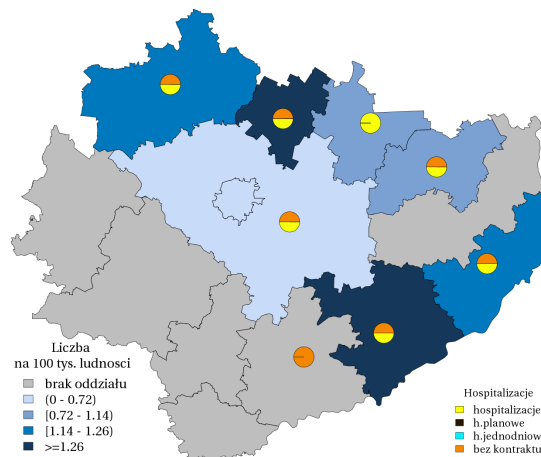 Liczba
na 100 tys. ludnosci
brak oddziału
(0 - 0.72)
[0.72 - 1.14)
[1.14 - 1.26)
>=1.26
Hospitalizacje
hospitalizacje
h.planowe
h.jednodniowe
bez kontraktu